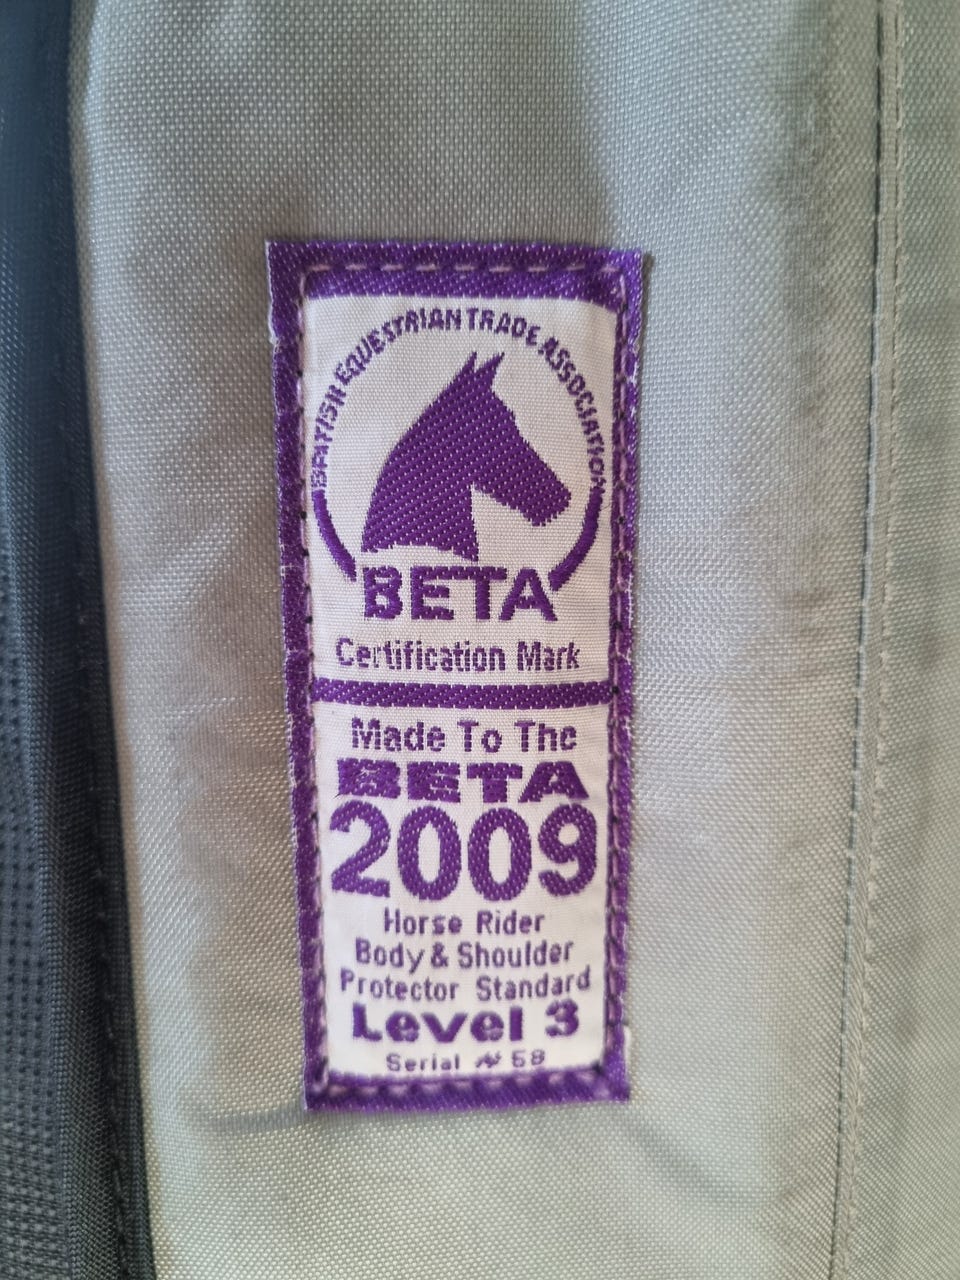 BRITISH EQUESTRIAN TRADE ASSOCIATION
BETA
Certification Mark
Made To The
BETA
2009
Horse Rider
Body & Shoulder
Protector Standard
Level 3
Serial № 58